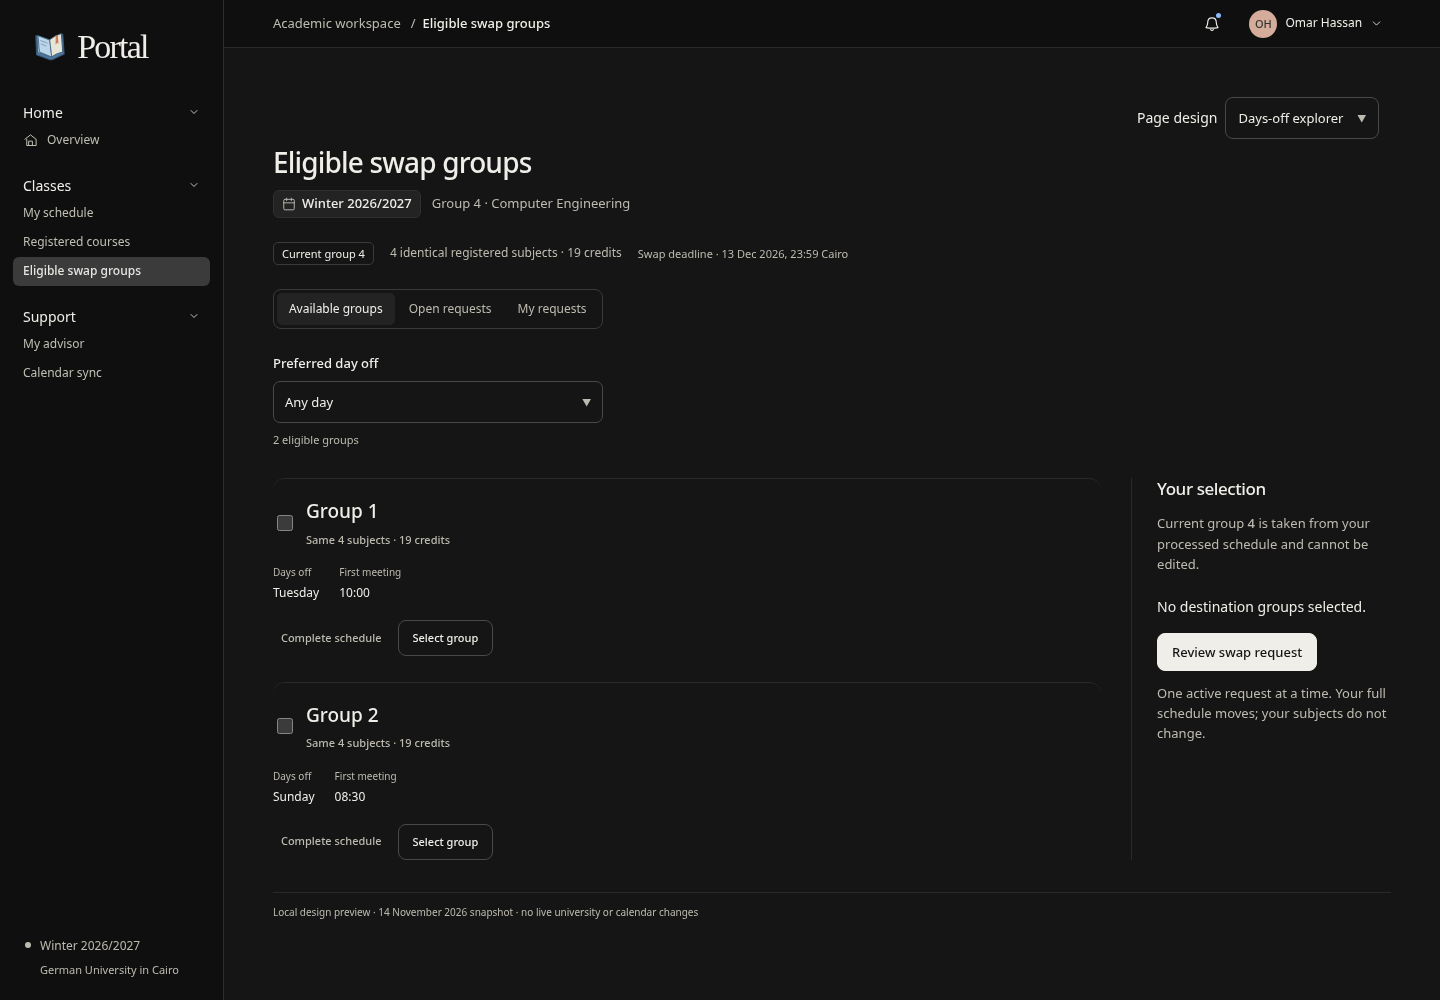 Portal
Home
Overview
Classes
My schedule
Registered courses
Eligible swap groups
Support
My advisor
Calendar sync
Winter 2026/2027
German University in Cairo
Academic workspace / Eligible swap groups
OH Omar Hassan
Page design Days-off explorer
Eligible swap groups
Winter 2026/2027 Group 4 · Computer Engineering
Current group 4 4 identical registered subjects · 19 credits Swap deadline · 13 Dec 2026, 23:59 Cairo
Available groups Open requests My requests
Preferred day off
Any day
2 eligible groups
Group 1
Same 4 subjects · 19 credits
Days off First meeting
Tuesday 10:00
Complete schedule Select group
Group 2
Same 4 subjects · 19 credits
Days off First meeting
Sunday 08:30
Complete schedule Select group
Your selection
Current group 4 is taken from your
processed schedule and cannot be
edited.
No destination groups selected.
Review swap request
One active request at a time. Your full
schedule moves; your subjects do not
change.
Local design preview · 14 November 2026 snapshot · no live university or calendar changes